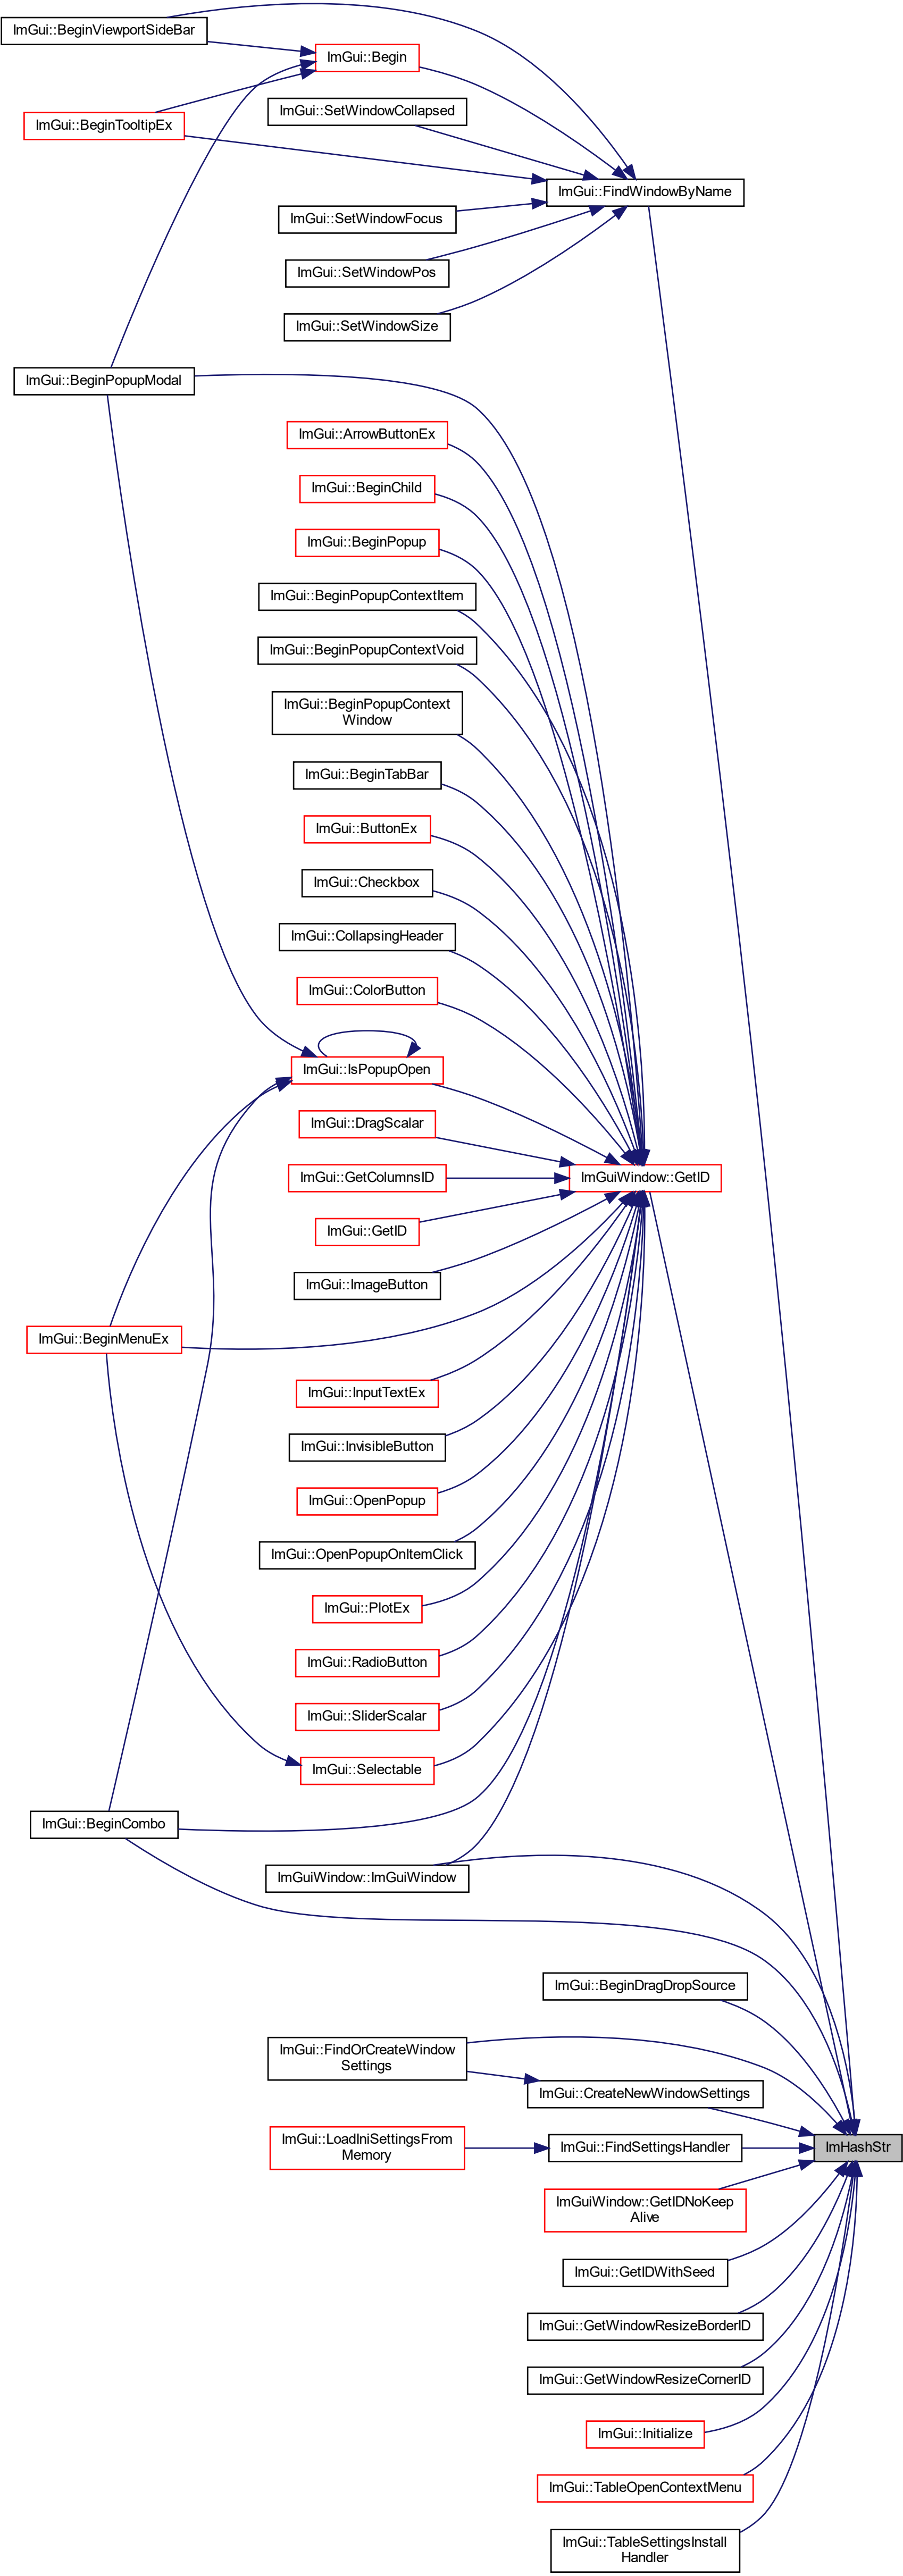 ImGui::BeginViewportSideBar
ImGui::Begin
ImGui::SetWindowCollapsed
ImGui::BeginTooltipEx
ImGui::FindWindowByName
ImGui::SetWindowFocus
ImGui::SetWindowPos
ImGui::SetWindowSize
ImGui::BeginPopupModal
ImGui::ArrowButtonEx
ImGui::BeginChild
ImGui::BeginPopup
ImGui::BeginPopupContextItem
ImGui::BeginPopupContextVoid
ImGui::BeginPopupContext
Window
ImGui::BeginTabBar
ImGui::ButtonEx
ImGui::Checkbox
ImGui::CollapsingHeader
ImGui::ColorButton
ImGui::IsPopupOpen
ImGui::DragScalar
ImGui::GetColumnsID
ImGuiWindow::GetID
ImGui::GetID
ImGui::ImageButton
ImGui::BeginMenuEx
ImGui::InputTextEx
ImGui::InvisibleButton
ImGui::OpenPopup
ImGui::OpenPopupOnItemClick
ImGui::PlotEx
ImGui::RadioButton
ImGui::SliderScalar
ImGui::Selectable
ImGui::BeginCombo
ImGuiWindow::ImGuiWindow
ImGui::BeginDragDropSource
ImGui::FindOrCreateWindow
Settings
ImGui::CreateNewWindowSettings
ImGui::LoadIniSettingsFrom
Memory
ImGui::FindSettingsHandler
ImHashStr
ImGuiWindow::GetIDNoKeep
Alive
ImGui::GetIDWithSeed
ImGui::GetWindowResizeBorderID
ImGui::GetWindowResizeCornerID
ImGui::Initialize
ImGui::TableOpenContextMenu
ImGui::TableSettingsInstall
Handler